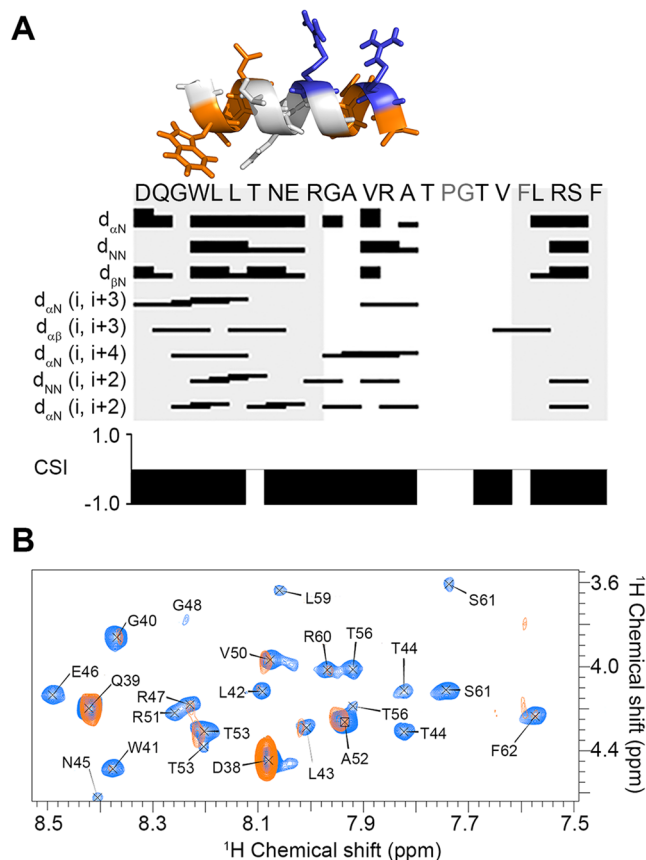 A
DQGWLLTNERGAVRATPGTVFLRSF
dαN
dNN
dβN
dαN (i, i+3)
dαβ (i, i+3)
dαN (i, i+4)
dNN (i, i+2)
dαN (i, i+2)
1.0
CSI
-1.0
B
3.6
L59
S61
G48
G40
V50
R60
T56
T44
4.0
E46
Q39
R47
L42
S61
R51
T56
T53
T44
F62
N45
W41
T53
D38
L43
A52
4.4
8.5 8.3 8.1 7.9 7.7 7.5
¹H Chemical shift (ppm)
¹H Chemical shift (ppm)